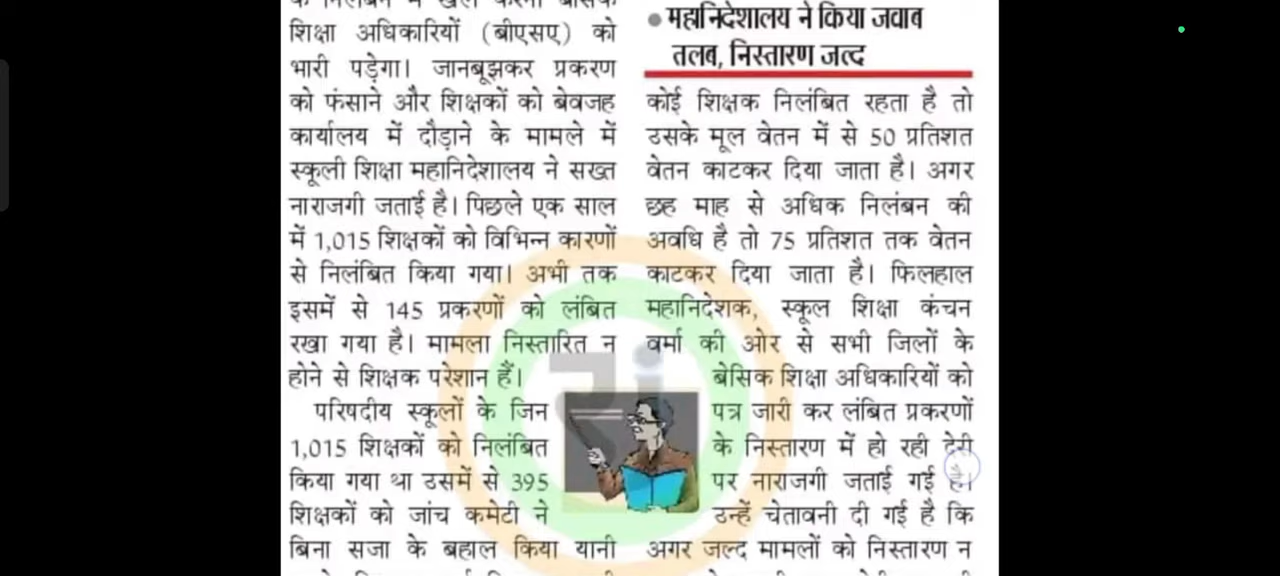 शिक्षा अधिकारियों (बीएसए) को
भारी पड़ेगा। जानबूझकर प्रकरण
को फंसाने और शिक्षकों को बेवजह
कार्यालय में दौड़ाने के मामले में
स्कूली शिक्षा महानिदेशालय ने सख्त
नाराजगी जताई है। पिछले एक साल
में 1,015 शिक्षकों को विभिन्न कारणों
से निलंबित किया गया। अभी तक
इसमें से 145 प्रकरणों को लंबित
रखा गया है। मामला निस्तारित न
होने से शिक्षक परेशान हैं।
परिषदीय स्कूलों के जिन
1,015 शिक्षकों को निलंबित
किया गया था उसमें से 395
शिक्षकों को जांच कमेटी ने
बिना सजा के बहाल किया यानी
• महानिदेशालय ने किया जवाब
तलब, निस्तारण जल्द
कोई शिक्षक निलंबित रहता है तो
उसके मूल वेतन में से 50 प्रतिशत
वेतन काटकर दिया जाता है। अगर
छह माह से अधिक निलंबन की
अवधि है तो 75 प्रतिशत तक वेतन
काटकर दिया जाता है। फिलहाल
महानिदेशक, स्कूल शिक्षा कंचन
वर्मा की ओर से सभी जिलों के
बेसिक शिक्षा अधिकारियों को
पत्र जारी कर लंबित प्रकरणों
के निस्तारण में हो रही देरी
पर नाराजगी जताई गई है।
उन्हें चेतावनी दी गई है कि
अगर जल्द मामलों को निस्तारण न